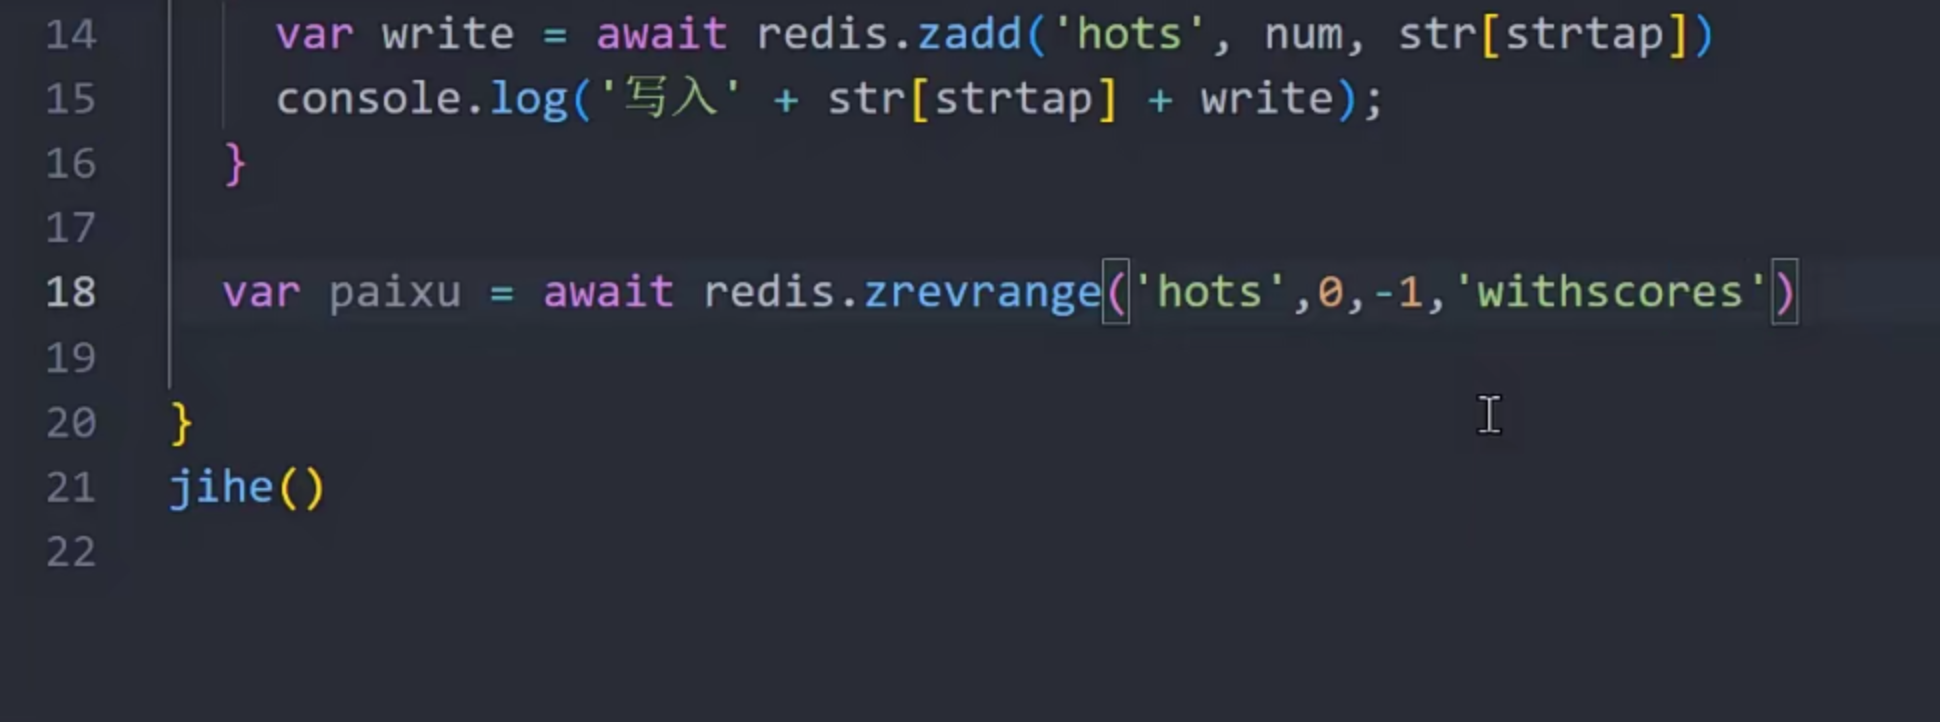 14 var write = await redis.zadd('hots', num, str[strtap])
15 console.log('写入' + str[strtap] + write);
16 }
17
18 var paixu = await redis.zrevrange('hots',0,-1,'withscores')
19
20 }
21 jihe()
22